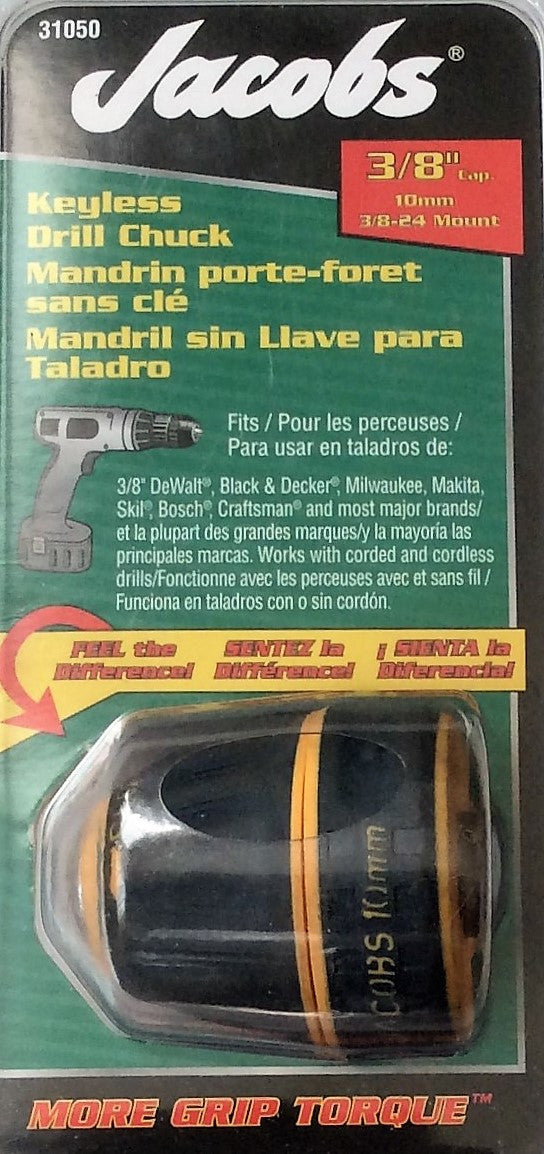 31050
Jacobs®
3/8" Cap.
10mm
3/8-24 Mount
Keyless
Drill Chuck
Mandrin porte-foret
sans clé
Mandril sin Llave para
Taladro
Fits / Pour les perceuses /
Para usar en taladros de:
3/8" DeWalt®, Black & Decker®, Milwaukee, Makita,
Skil®, Bosch®, Craftsman® and most major brands/
et la plupart des grandes marques/y la mayoría las
principales marcas. Works with corded and cordless
drills/Fonctionne avec les perceuses avec et sans fil /
Funciona en taladros con o sin cordón.
FEEL the
Difference!
SENTEZ la
Différence!
¡ SIENTA la
Diferencia!
COBS 10mm
MORE GRIP TORQUE™